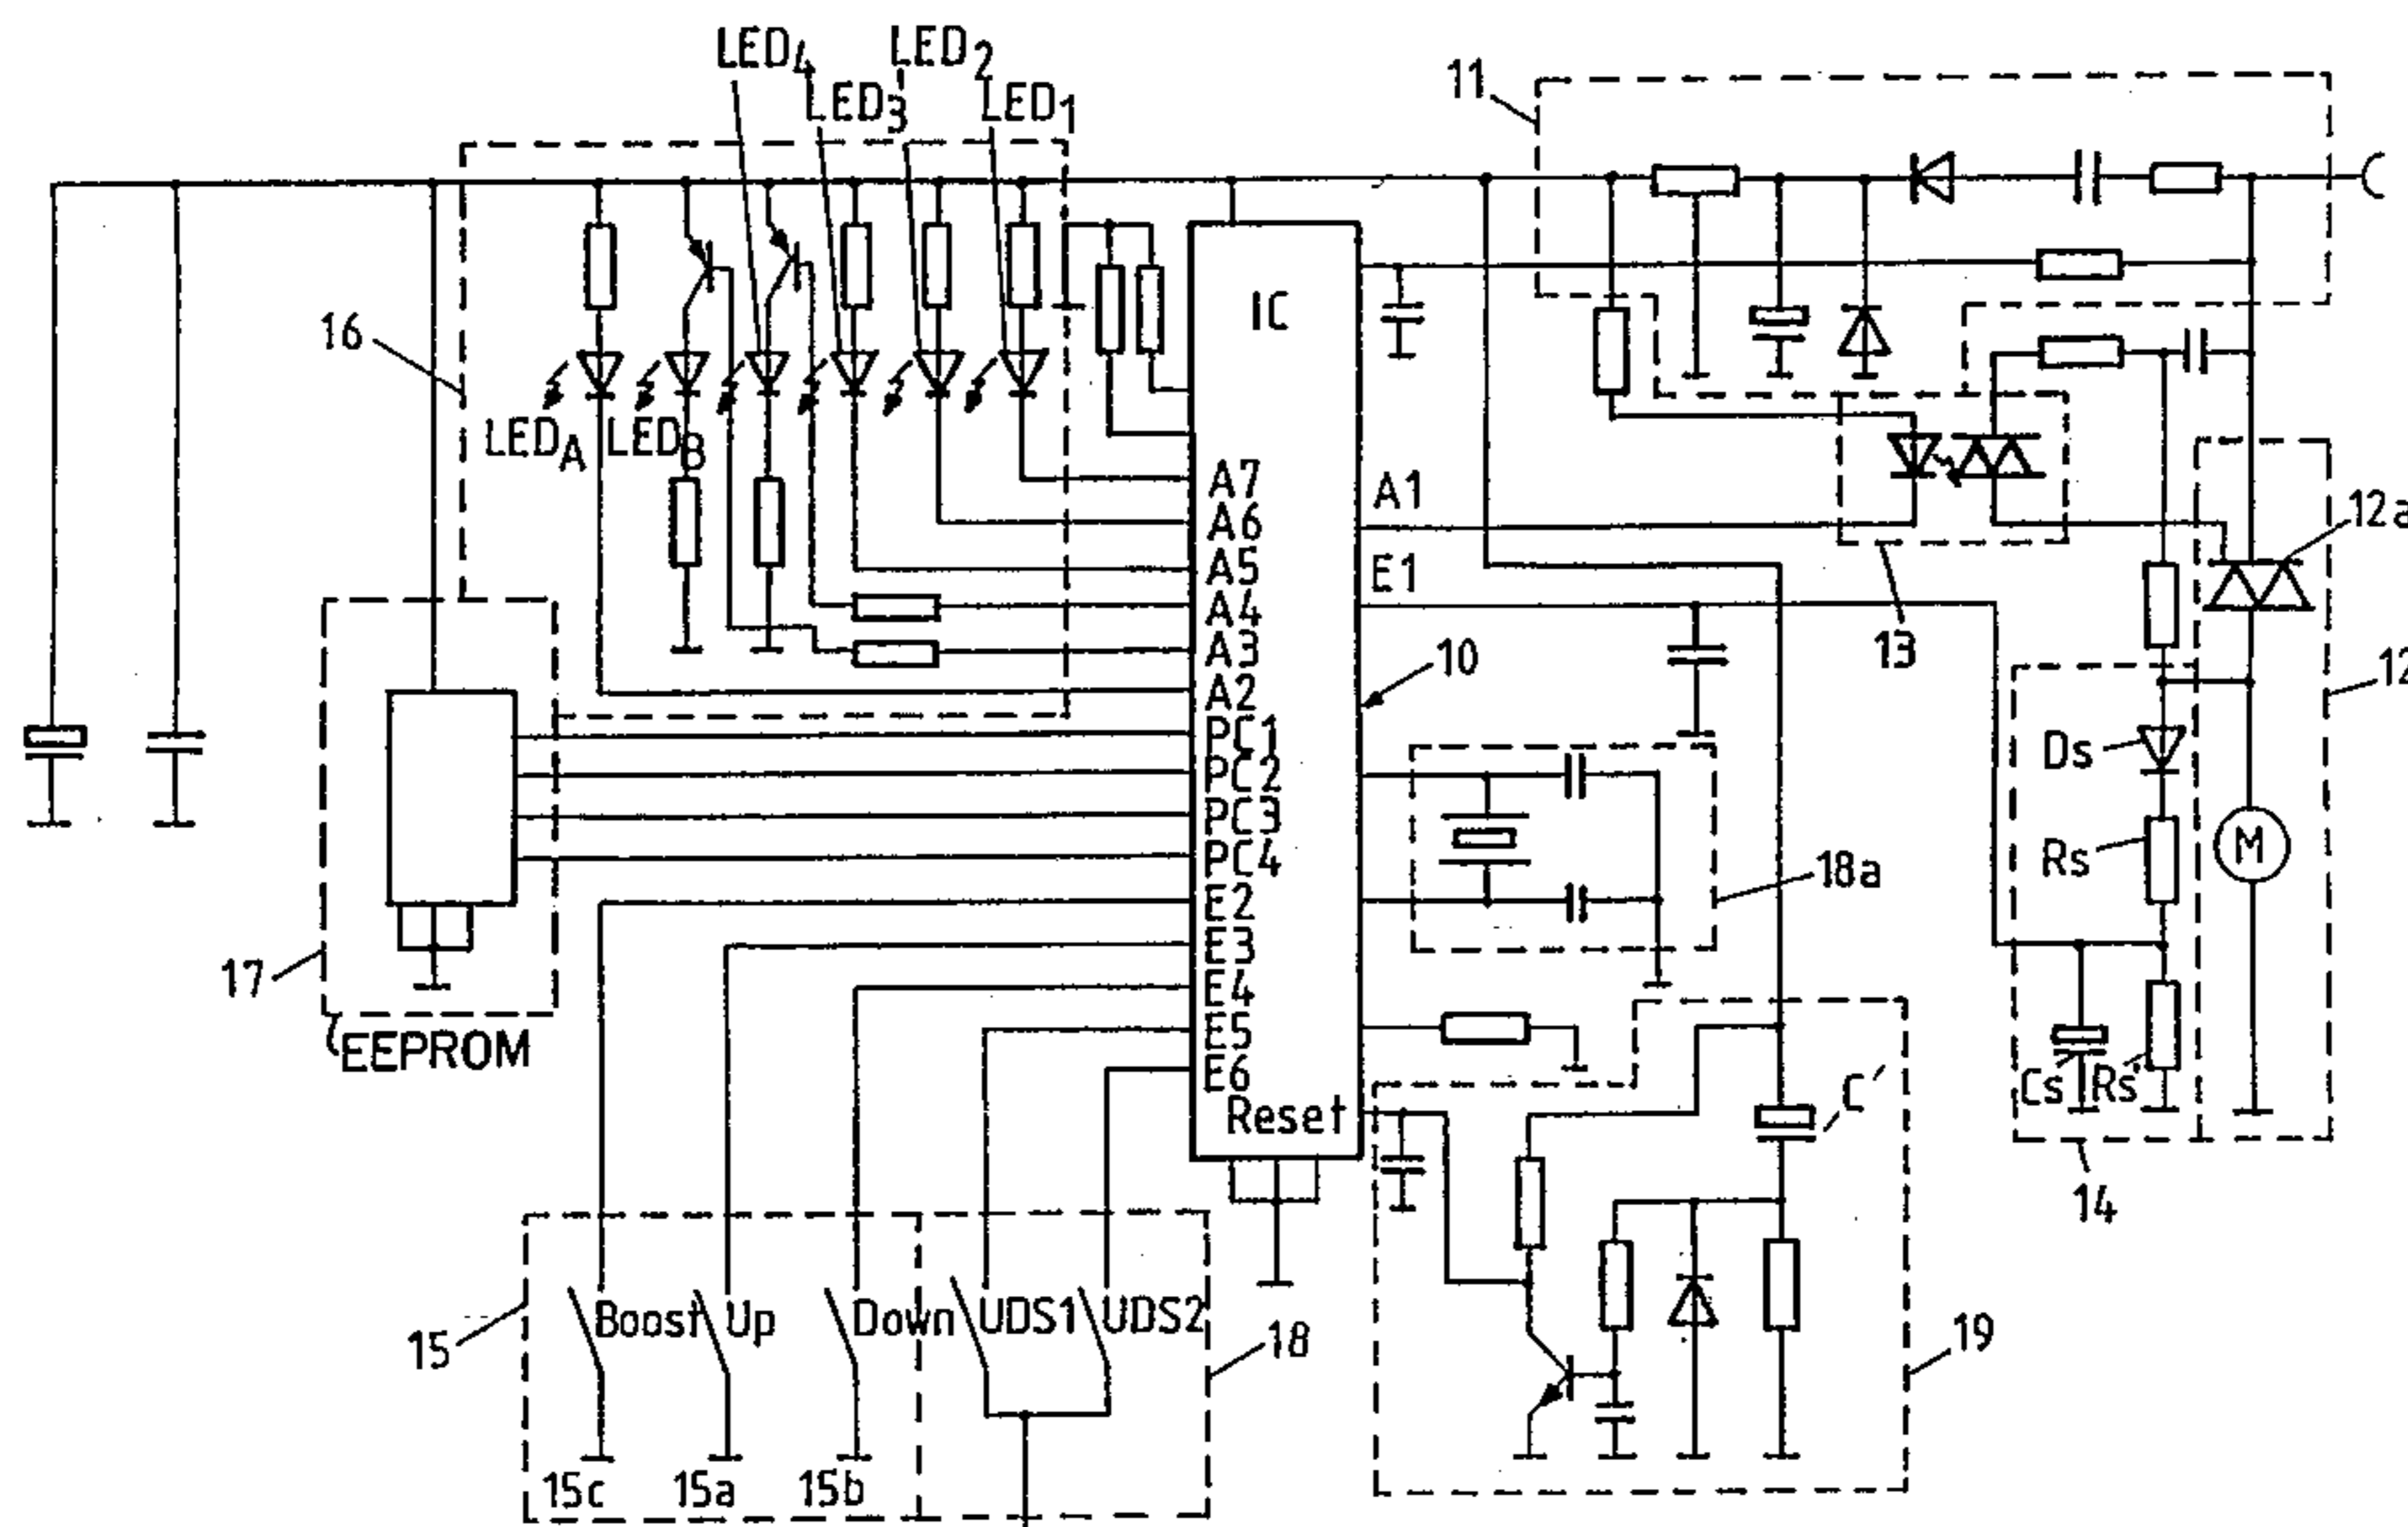 LED4
LED3
LED2
LED1
11
16
IC
LEDA
LEDB
A7
A6
A5
A4
A3
A2
PC1
PC2
PC3
PC4
E2
E3
E4
E5
E6
Reset
A1
E1
10
13
12a
12
Ds
Rs
M
18a
17
EEPROM
Cs
Rs'
C'
14
15
Boost
Up
Down
UDS1
UDS2
18
19
15c
15a
15b